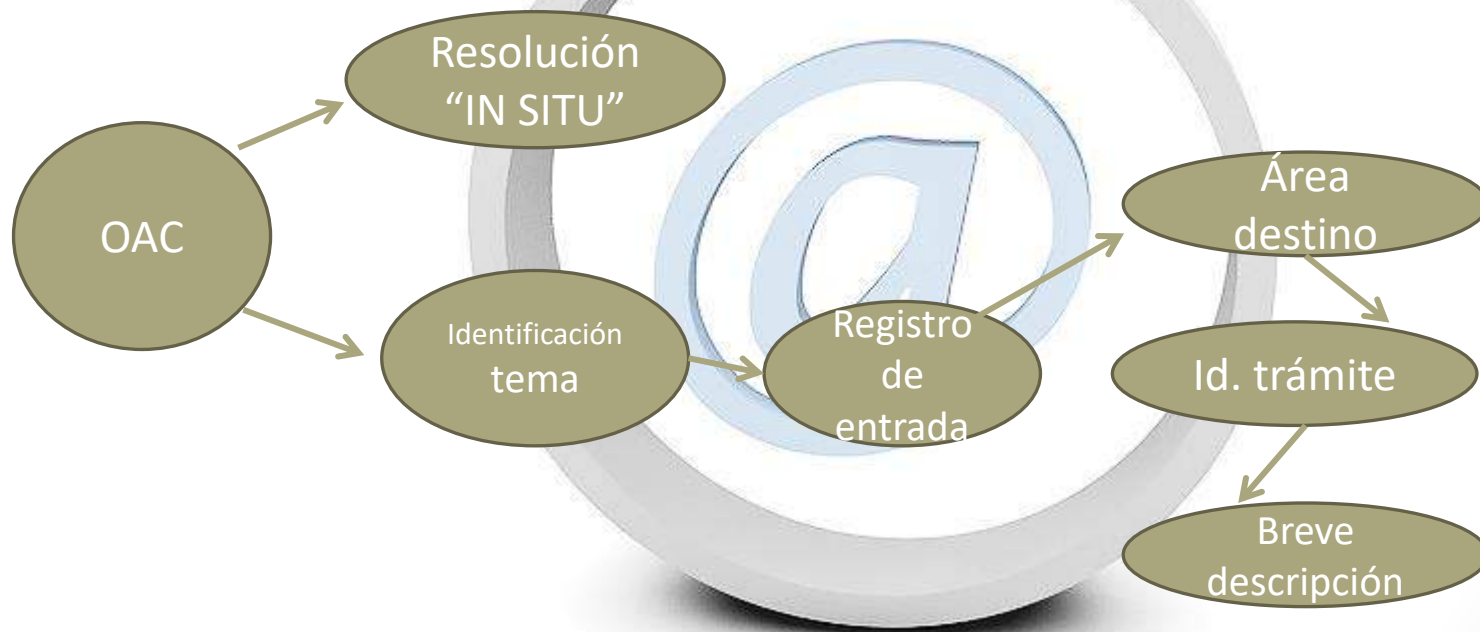 Resolución
“IN SITU”
OAC
Identificación
tema
Registro
de
entrada
Área
destino
Id. trámite
Breve
descripción